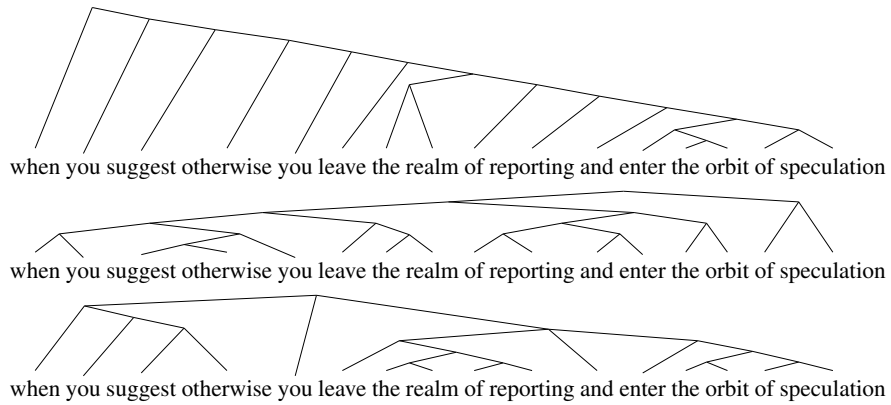 when you suggest otherwise you leave the realm of reporting and enter the orbit of speculation
when you suggest otherwise you leave the realm of reporting and enter the orbit of speculation
when you suggest otherwise you leave the realm of reporting and enter the orbit of speculation